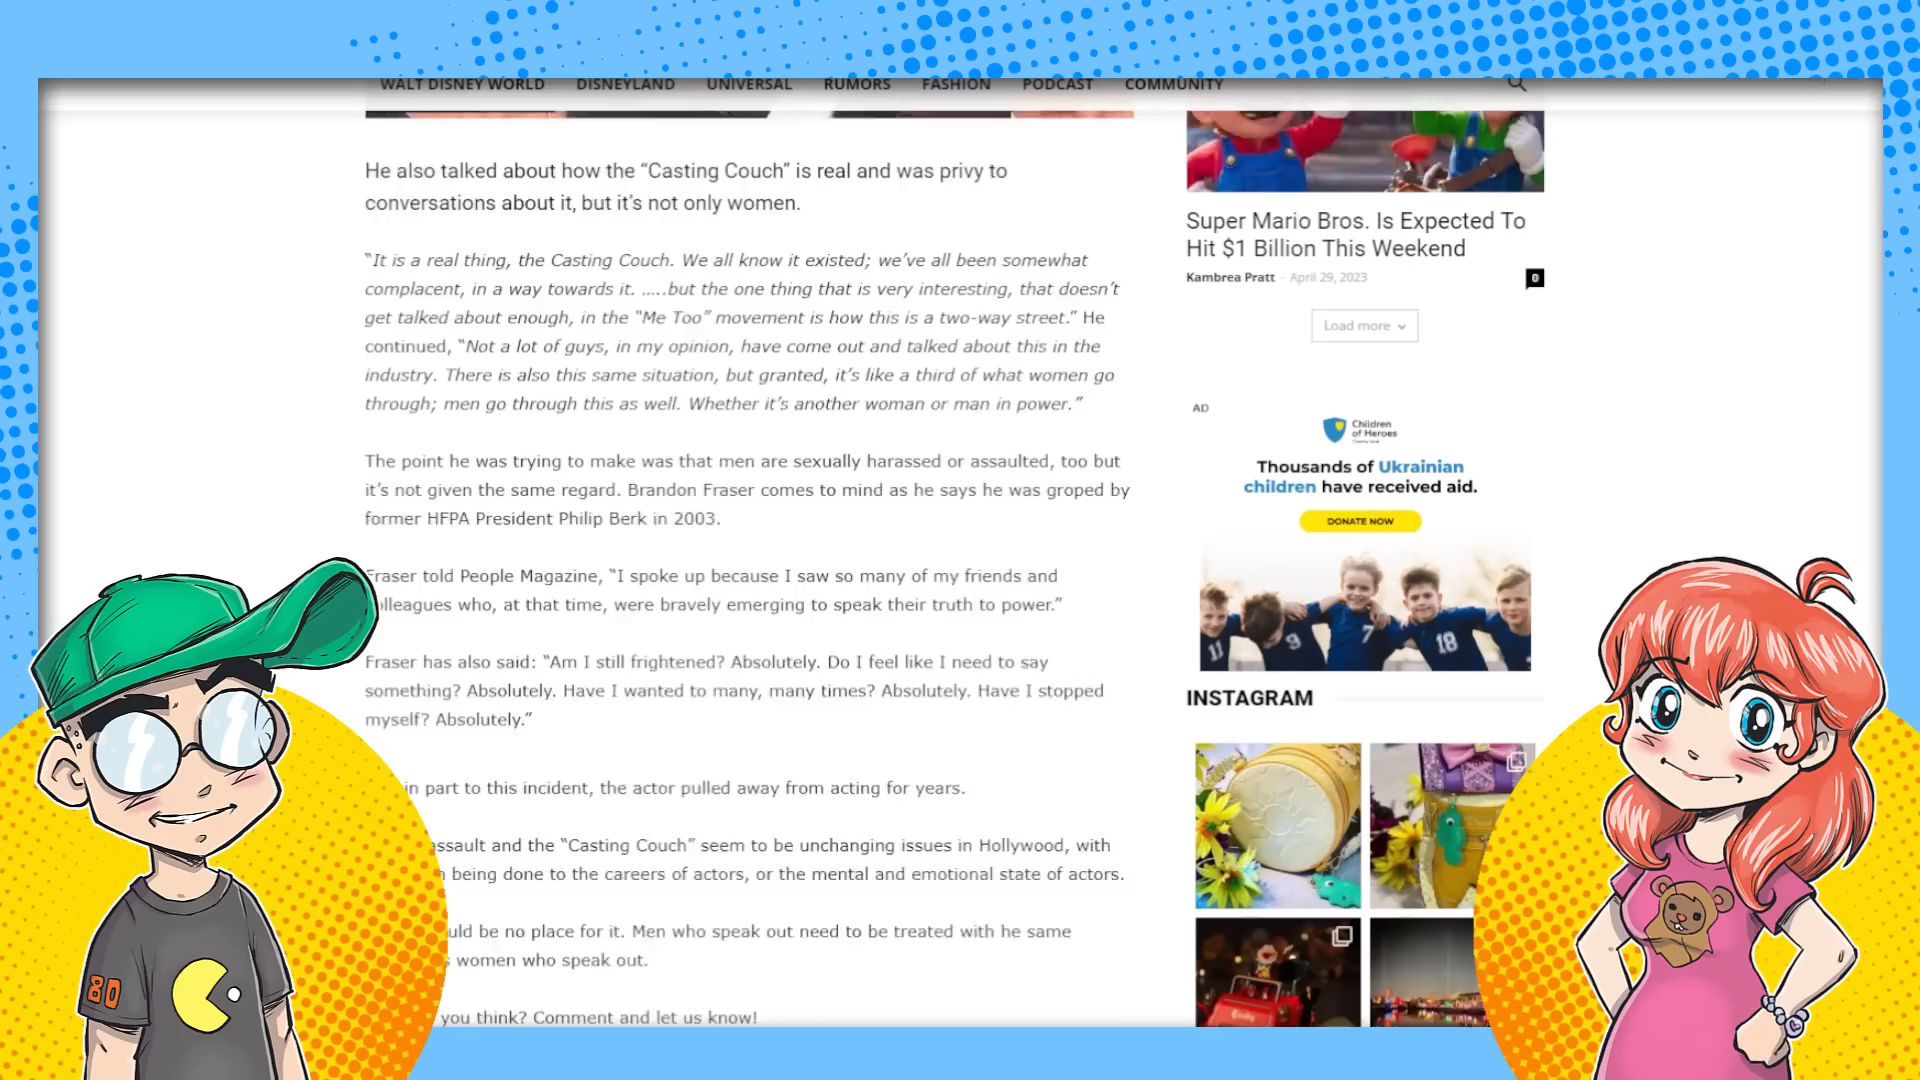 WALT DISNEY WORLD DISNEYLAND UNIVERSAL RUMORS FASHION PODCAST COMMUNITY
He also talked about how the “Casting Couch” is real and was privy to
conversations about it, but it’s not only women.
“It is a real thing, the Casting Couch. We all know it existed; we’ve all been somewhat
complacent, in a way towards it. …..but the one thing that is very interesting, that doesn’t
get talked about enough, in the “Me Too” movement is how this is a two-way street.” He
continued, “Not a lot of guys, in my opinion, have come out and talked about this in the
industry. There is also this same situation, but granted, it’s like a third of what women go
through; men go through this as well. Whether it’s another woman or man in power.”
The point he was trying to make was that men are sexually harassed or assaulted, too but
it’s not given the same regard. Brandon Fraser comes to mind as he says he was groped by
former HFPA President Philip Berk in 2003.
Fraser told People Magazine, “I spoke up because I saw so many of my friends and
olleagues who, at that time, were bravely emerging to speak their truth to power.”
Fraser has also said: “Am I still frightened? Absolutely. Do I feel like I need to say
something? Absolutely. Have I wanted to many, many times? Absolutely. Have I stopped
myself? Absolutely.”
in part to this incident, the actor pulled away from acting for years.
assault and the “Casting Couch” seem to be unchanging issues in Hollywood, with
being done to the careers of actors, or the mental and emotional state of actors.
uld be no place for it. Men who speak out need to be treated with he same
women who speak out.
you think? Comment and let us know!
Super Mario Bros. Is Expected To
Hit $1 Billion This Weekend
Kambrea Pratt - April 29, 2023
0
Load more
AD
Children
of Heroes
Thousands of Ukrainian
children have received aid.
DONATE NOW
11 9 7 18
INSTAGRAM
80